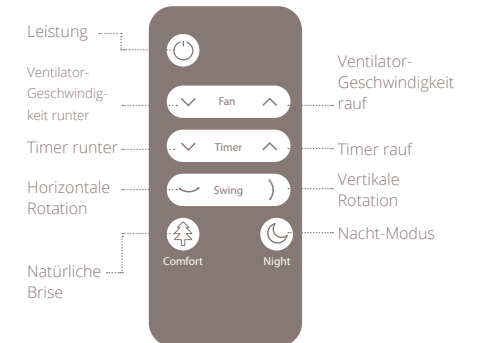 Leistung
Ventilator-
Geschwindig-
keit runter
Timer runter
Horizontale
Rotation
Natürliche
Brise
Fan
Timer
Swing
Comfort
Night
Ventilator-
Geschwindigkeit
rauf
Timer rauf
Vertikale
Rotation
Nacht-Modus